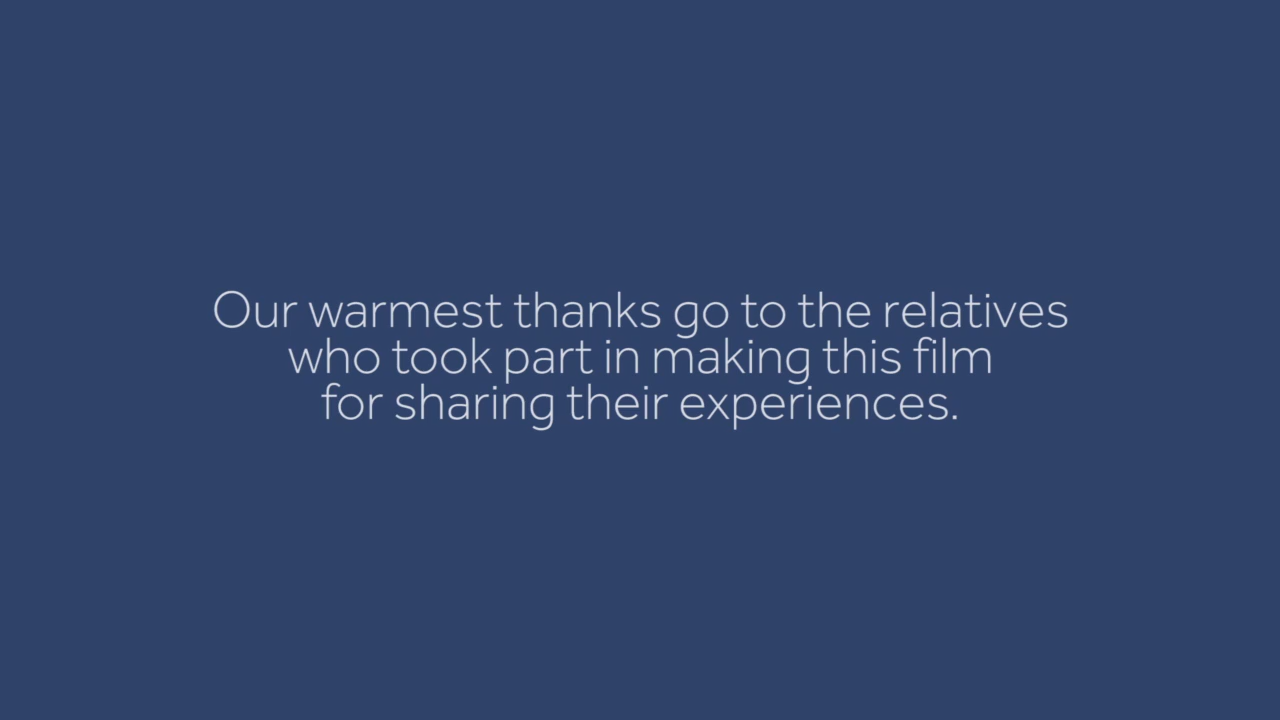 Our warmest thanks go to the relatives
who took part in making this film
for sharing their experiences.